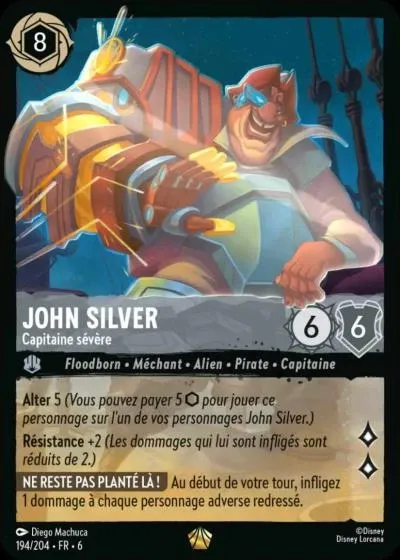 8
JOHN SILVER
Capitaine sévère
6
6
Floodborn • Méchant • Alien • Pirate • Capitaine
Alter 5 (Vous pouvez payer 5 ⬡ pour jouer ce
personnage sur l'un de vos personnages John Silver.)
Résistance +2 (Les dommages qui lui sont infligés sont
réduits de 2.)
NE RESTE PAS PLANTÉ LÀ ! Au début de votre tour, infligez
1 dommage à chaque personnage adverse redressé.
Diego Machuca
©Disney
194/204 • FR • 6
Disney Lorcana